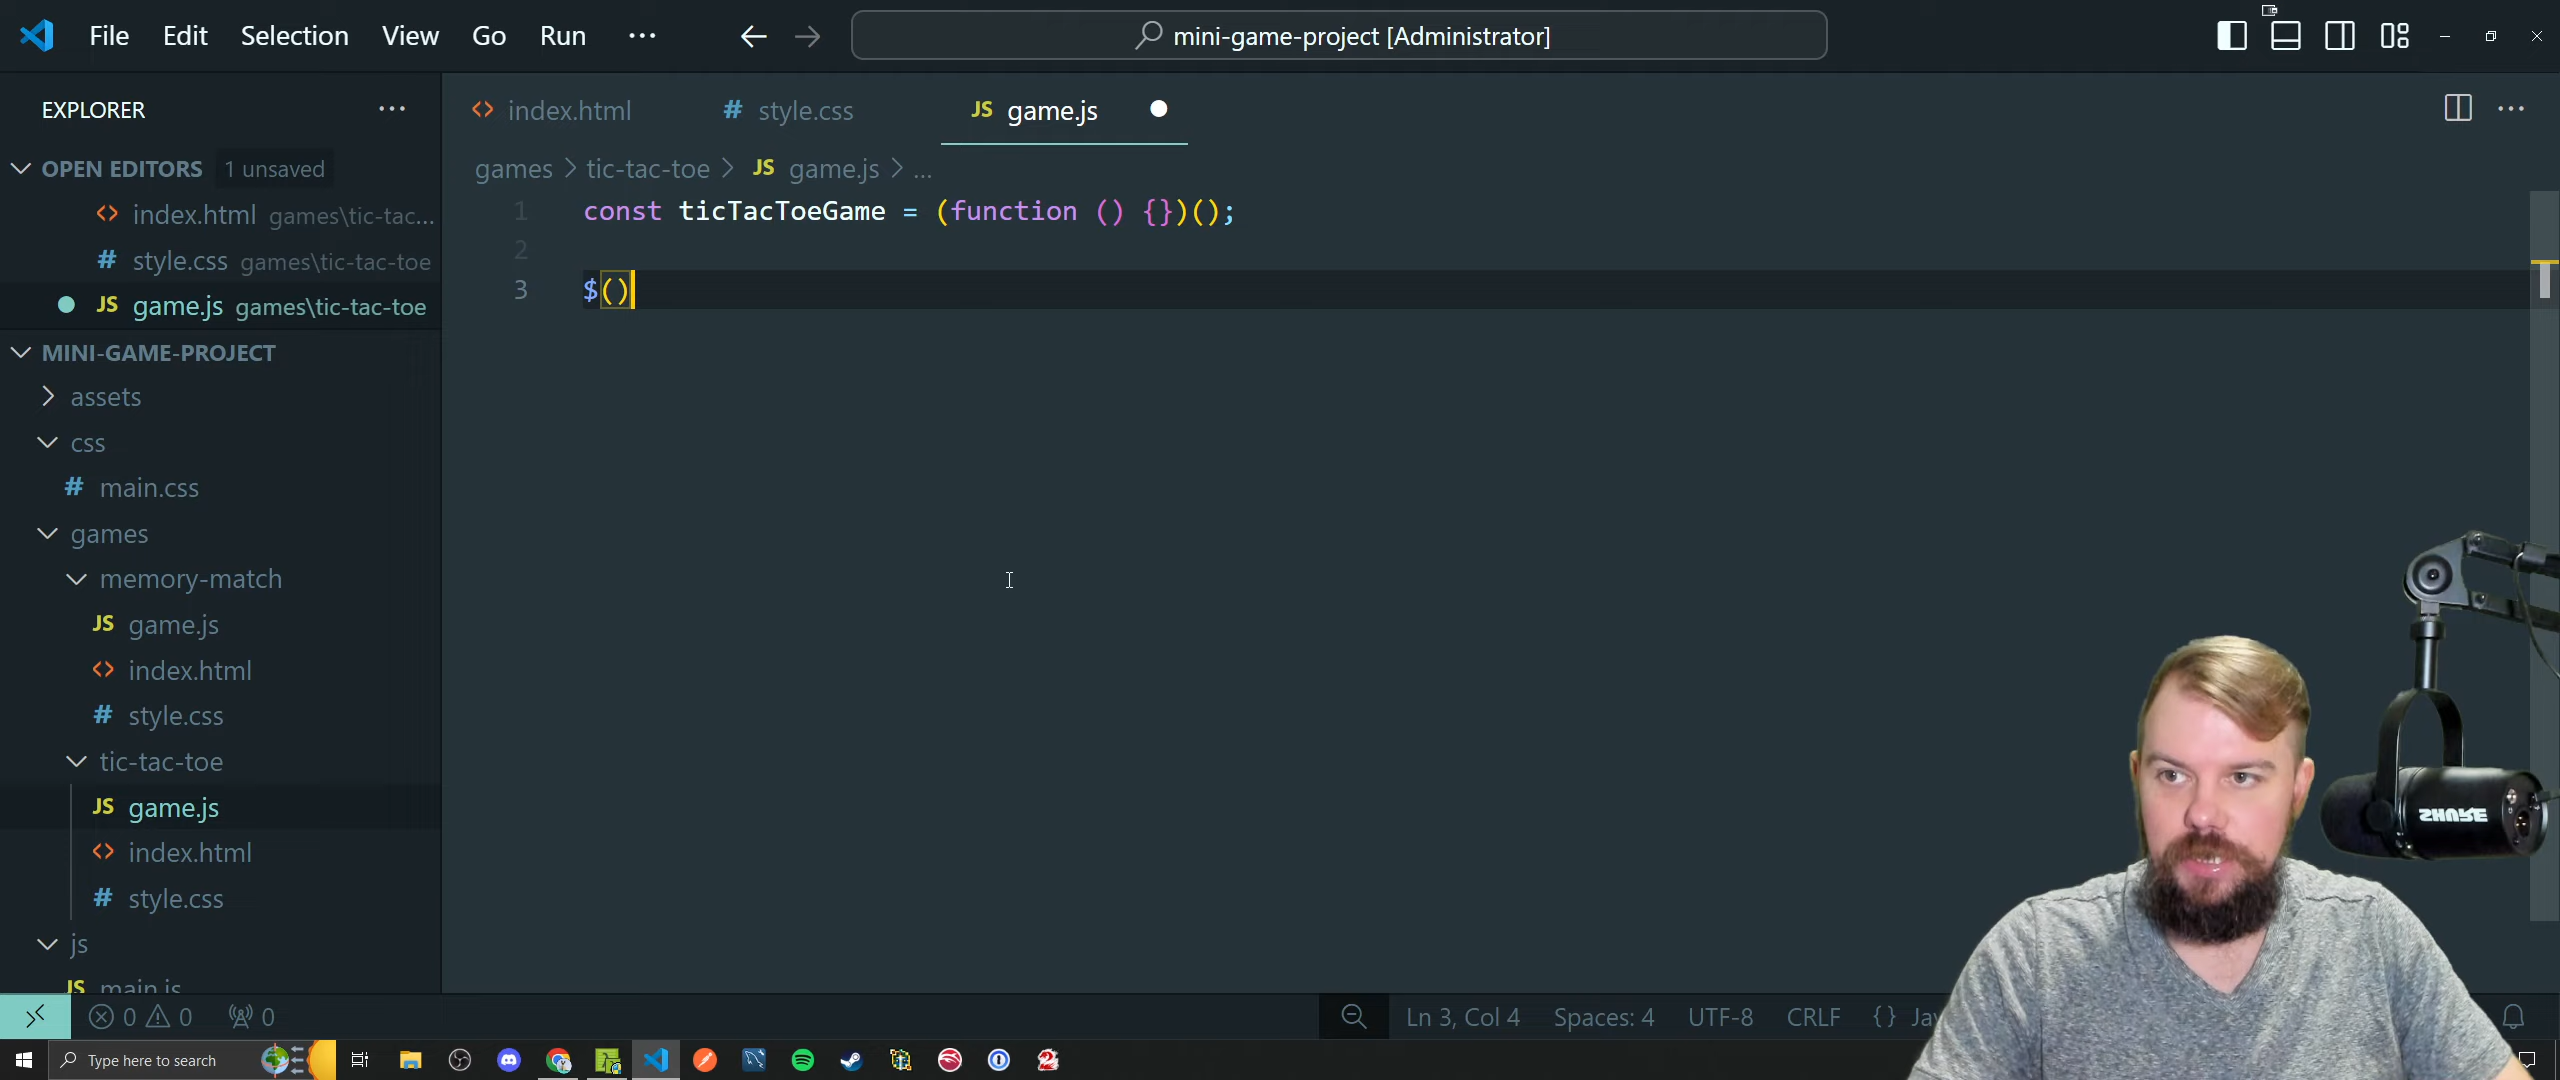 File Edit Selection View Go Run ...
mini-game-project [Administrator]
EXPLORER ...
OPEN EDITORS 1 unsaved
index.html games\tic-tac...
style.css games\tic-tac-toe
JS game.js games\tic-tac-toe
MINI-GAME-PROJECT
assets
css
# main.css
games
memory-match
JS game.js
<> index.html
# style.css
tic-tac-toe
JS game.js
<> index.html
# style.css
js
JS main.js
<> index.html
# style.css
JS game.js
games > tic-tac-toe > JS game.js > ...
1 const ticTacToeGame = (function () {})();
2
3 $()
SHURE
0 0 0
Ln 3, Col 4 Spaces: 4 UTF-8 CRLF {}
Type here to search